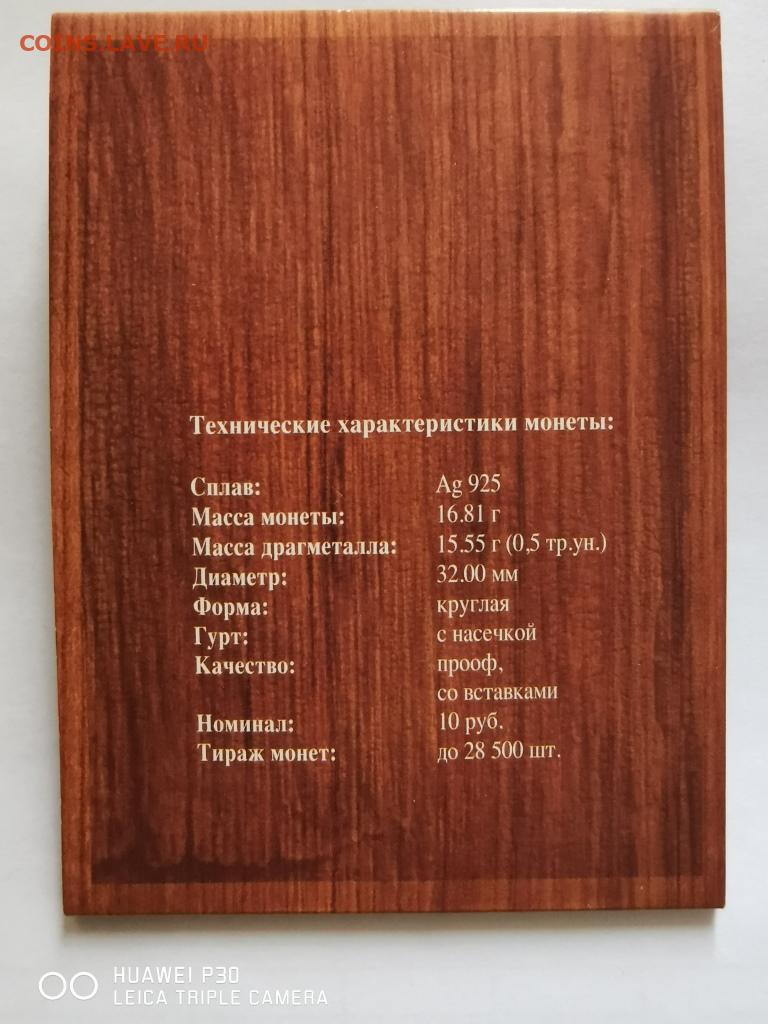 COINS.LAVE.RU
Технические характеристики монеты:
Сплав: Ag 925
Масса монеты: 16.81 г
Масса драгметалла: 15.55 г (0,5 тр.ун.)
Диаметр: 32.00 мм
Форма: круглая
Гурт: с насечкой
Качество: прооф,
со вставками
Номинал: 10 руб.
Тираж монет: до 28 500 шт.
HUAWEI P30
LEICA TRIPLE CAMERA